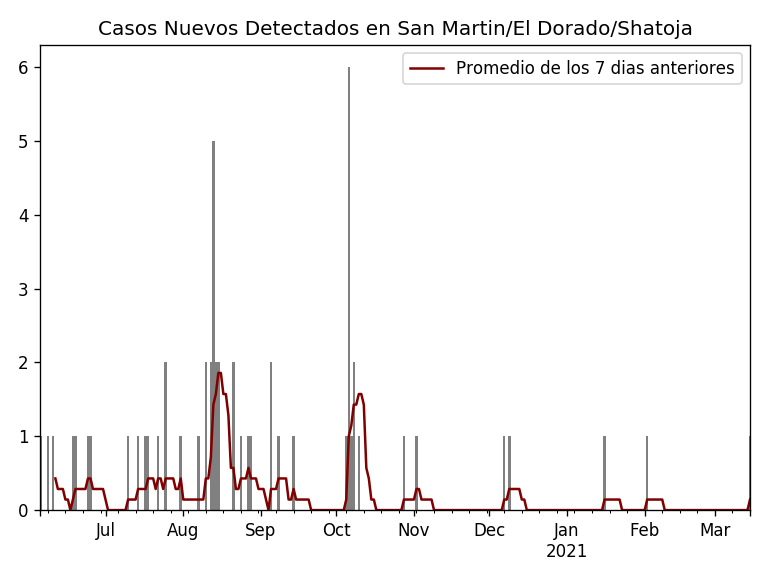 Casos Nuevos Detectados en San Martin/El Dorado/Shatoja
Promedio de los 7 dias anteriores
6
5
4
3
2
1
0
Jul Aug Sep Oct Nov Dec Jan Feb Mar
2021